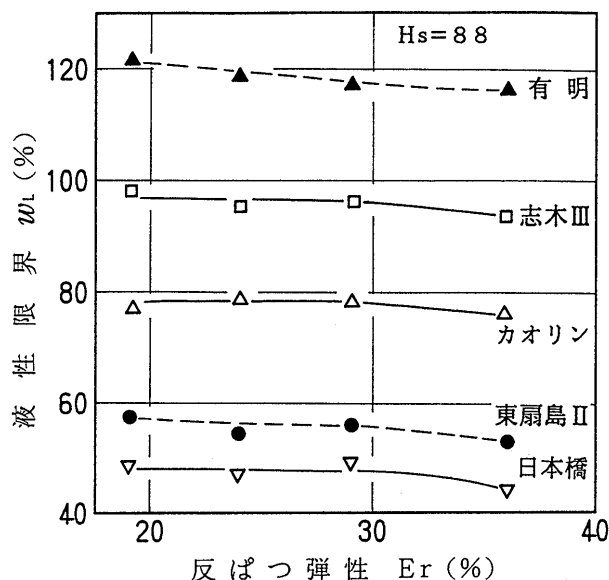 Hs=88
120
100
80
60
40
20
30
40
液性限界 wL (%)
反ぱつ弾性 Er (%)
有明
志木Ⅲ
カオリン
東扇島Ⅱ
日本橋